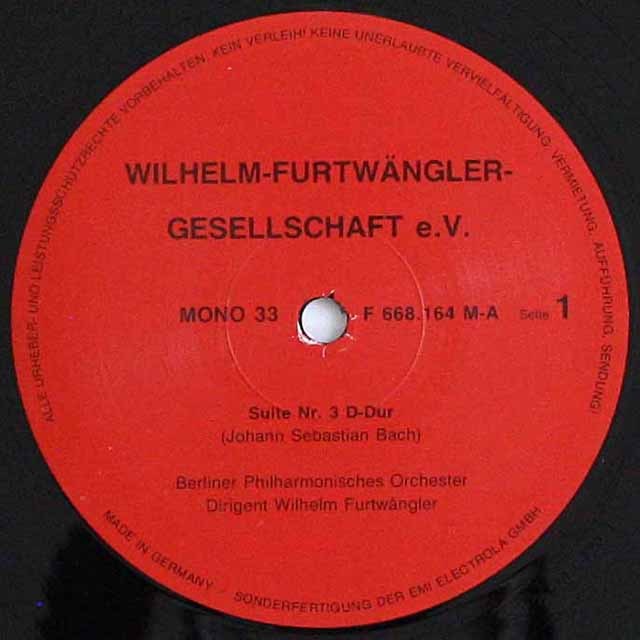 ALLE URHEBER- UND LEISTUNGSSCHUTZRECHTE VORBEHALTEN. KEIN VERLEIH! KEINE UNERLAUBTE VERVIELFÄLTIGUNG, VERMIETUNG, AUFFÜHRUNG, SENDUNG!
WILHELM-FURTWÄNGLER-
GESELLSCHAFT e.V.
MONO 33 F 668.164 M-A Seite 1
Suite Nr. 3 D-Dur
(Johann Sebastian Bach)
Berliner Philharmonisches Orchester
Dirigent Wilhelm Furtwängler
MADE IN GERMANY / SONDERFERTIGUNG DER EMI ELECTROLA GMBH